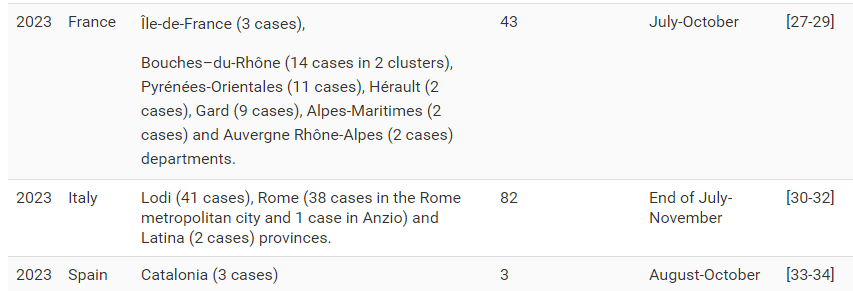 2023 France Île-de-France (3 cases), 43 July-October [27-29]
Bouches–du-Rhône (14 cases in 2 clusters),
Pyrénées-Orientales (11 cases), Hérault (2
cases), Gard (9 cases), Alpes-Maritimes (2
cases) and Auvergne Rhône-Alpes (2 cases)
departments.
2023 Italy Lodi (41 cases), Rome (38 cases in the Rome 82 End of July- [30-32]
metropolitan city and 1 case in Anzio) and November
Latina (2 cases) provinces.
2023 Spain Catalonia (3 cases) 3 August-October [33-34]